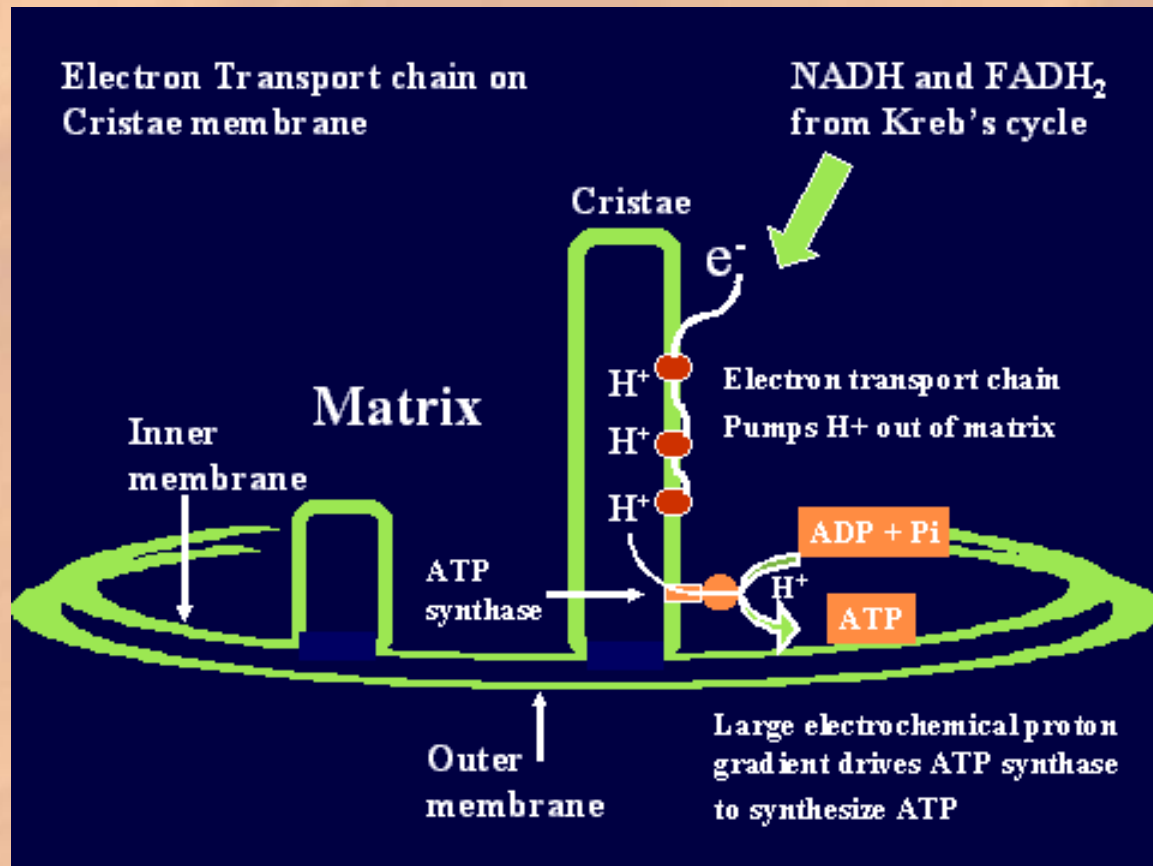 Electron Transport chain on
Cristae membrane
NADH and FADH₂
from Kreb's cycle
Cristae
e⁻
H⁺
Electron transport chain
Matrix
H⁺
Pumps H+ out of matrix
Inner
membrane
H⁺
ADP + Pi
ATP
synthase
H⁺
ATP
Large electrochemical proton
gradient drives ATP synthase
to synthesize ATP
Outer
membrane